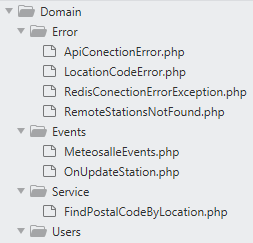 Domain
Error
ApiConectionError.php
LocationCodeError.php
RedisConectionErrorException.php
RemoteStationsNotFound.php
Events
MeteosalleEvents.php
OnUpdateStation.php
Service
FindPostalCodeByLocation.php
Users